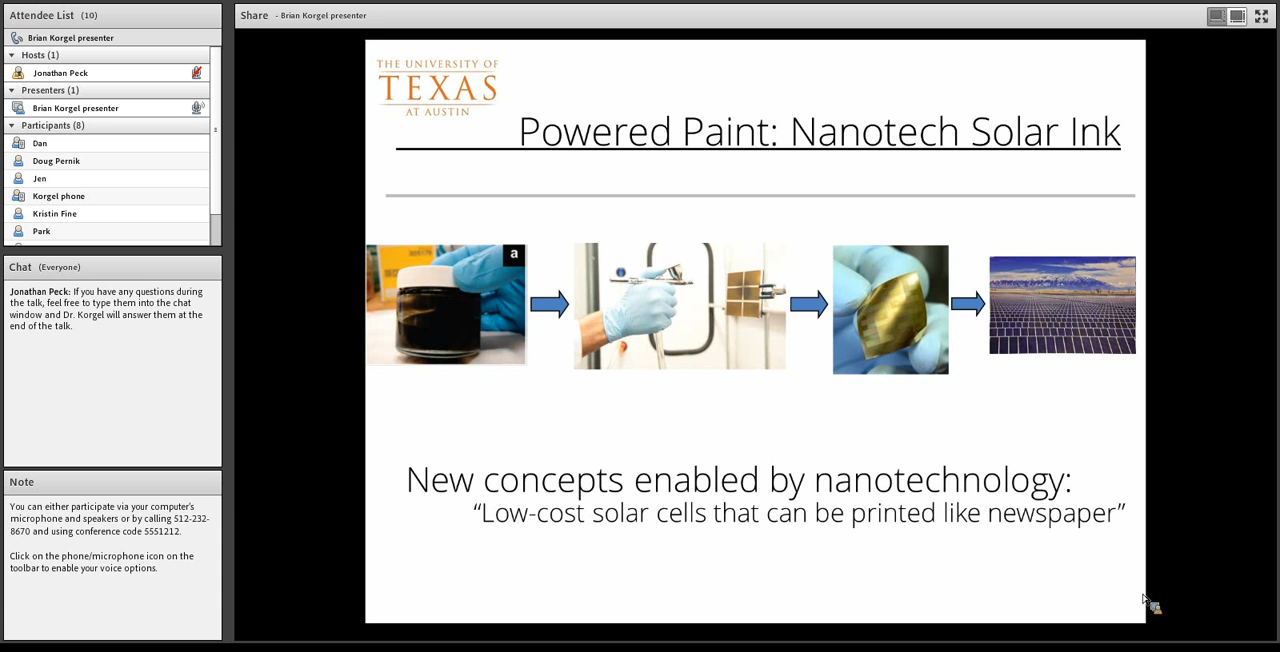 Attendee List (10)
Brian Korgel presenter
Hosts (1)
Jonathan Peck
Presenters (1)
Brian Korgel presenter
Participants (8)
Dan
Doug Pernik
Jen
Korgel phone
Kristin Fine
Park
Chat (Everyone)
Jonathan Peck: If you have any questions during
the talk, feel free to type them into the chat
window and Dr. Korgel will answer them at the
end of the talk.
Note
You can either participate via your computer's
microphone and speakers or by calling 512-232-
8670 and using conference code 5551212.
Click on the phone/microphone icon on the
toolbar to enable your voice options.
Share - Brian Korgel presenter
THE UNIVERSITY OF
TEXAS
AT AUSTIN
Powered Paint: Nanotech Solar Ink
a
New concepts enabled by nanotechnology:
“Low-cost solar cells that can be printed like newspaper”